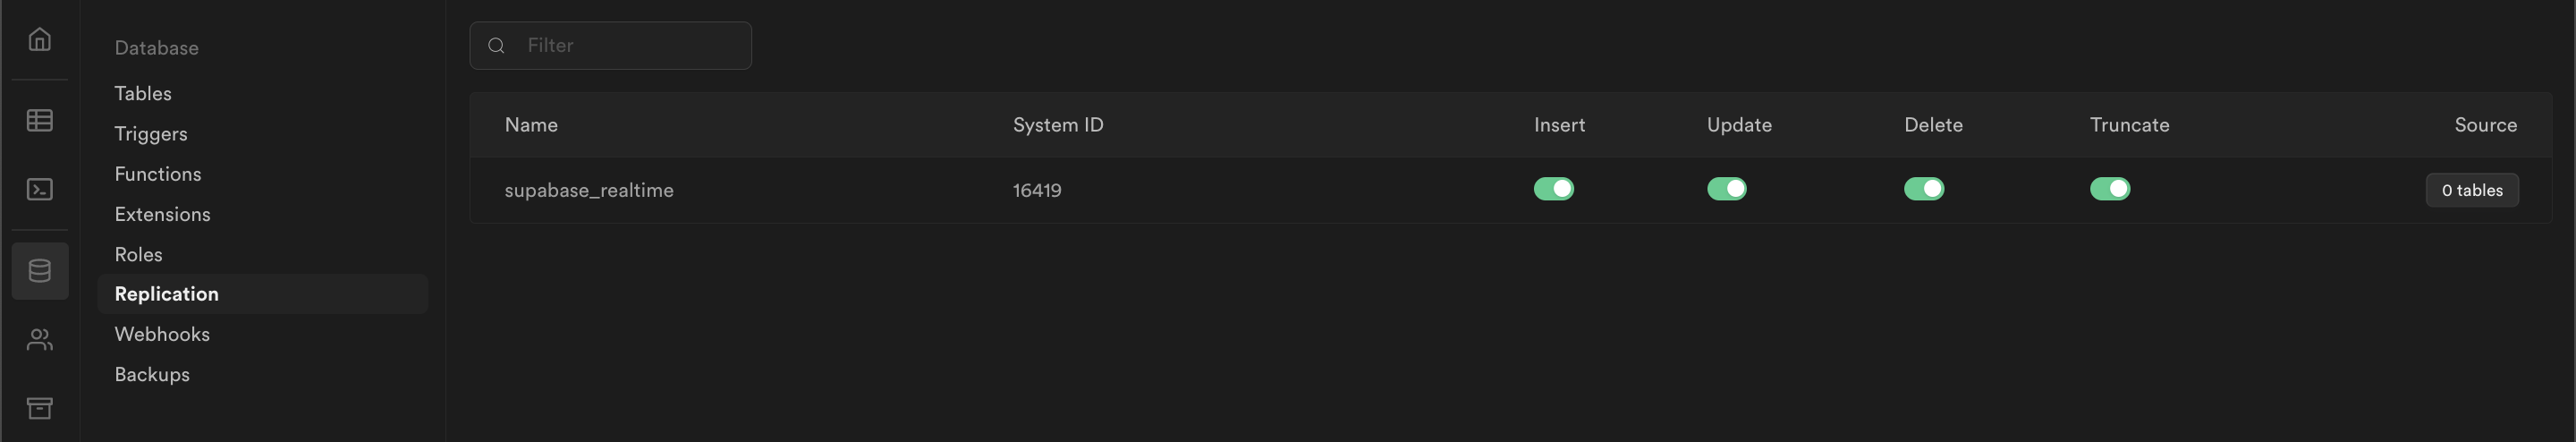 Database
Tables
Triggers
Functions
Extensions
Roles
Replication
Webhooks
Backups
Filter
Name System ID Insert Update Delete Truncate Source
supabase_realtime 16419 0 tables